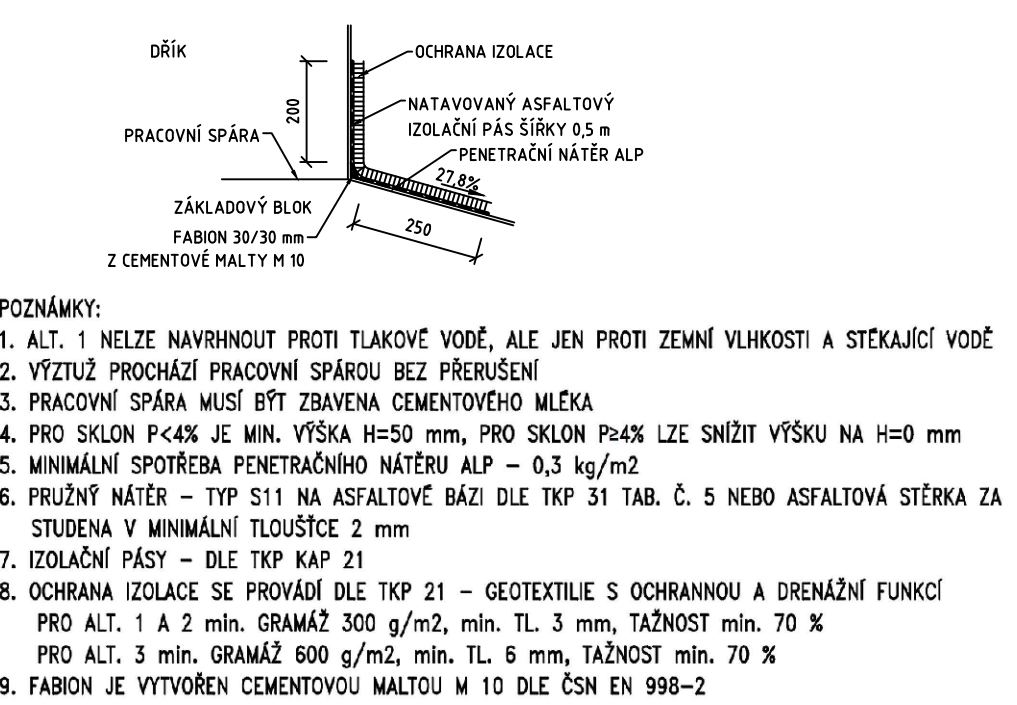 DŘÍK
OCHRANA IZOLACE
200
NATAVOVANÝ ASFALTOVÝ
IZOLAČNÍ PÁS ŠÍŘKY 0,5 m
PRACOVNÍ SPÁRA
PENETRAČNÍ NÁTĚR ALP
27,8%
ZÁKLADOVÝ BLOK
250
FABION 30/30 mm
Z CEMENTOVÉ MALTY M 10
POZNÁMKY:
1. ALT. 1 NELZE NAVRHNOUT PROTI TLAKOVÉ VODĚ, ALE JEN PROTI ZEMNÍ VLHKOSTI A STÉKAJÍCÍ VODĚ
2. VÝZTUŽ PROCHÁZÍ PRACOVNÍ SPÁROU BEZ PŘERUŠENÍ
3. PRACOVNÍ SPÁRA MUSÍ BÝT ZBAVENA CEMENTOVÉHO MLÉKA
4. PRO SKLON P<4% JE MIN. VÝŠKA H=50 mm, PRO SKLON P≥4% LZE SNÍŽIT VÝŠKU NA H=0 mm
5. MINIMÁLNÍ SPOTŘEBA PENETRAČNÍHO NÁTĚRU ALP – 0,3 kg/m2
6. PRUŽNÝ NÁTĚR – TYP S11 NA ASFALTOVÉ BÁZI DLE TKP 31 TAB. Č. 5 NEBO ASFALTOVÁ STĚRKA ZA
STUDENA V MINIMÁLNÍ TLOUŠŤCE 2 mm
7. IZOLAČNÍ PÁSY – DLE TKP KAP 21
8. OCHRANA IZOLACE SE PROVÁDÍ DLE TKP 21 – GEOTEXTILIE S OCHRANNOU A DRENÁŽNÍ FUNKCÍ
PRO ALT. 1 A 2 min. GRAMÁŽ 300 g/m2, min. TL. 3 mm, TAŽNOST min. 70 %
PRO ALT. 3 min. GRAMÁŽ 600 g/m2, min. TL. 6 mm, TAŽNOST min. 70 %
9. FABION JE VYTVOŘEN CEMENTOVOU MALTOU M 10 DLE ČSN EN 998–2